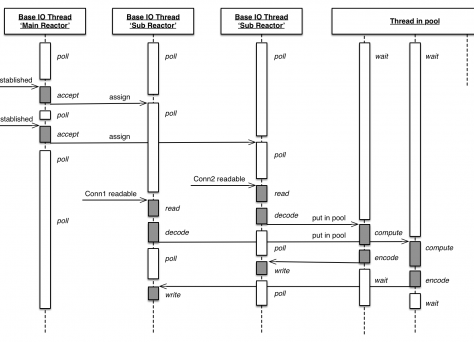 Base IO Thread
'Main Reactor'
Base IO Thread
'Sub Reactor'
Base IO Thread
'Sub Reactor'
Thread in pool
poll
poll
poll
wait
wait
stablished
accept
assign
poll
poll
stablished
accept
assign
poll
poll
Conn2 readable
Conn1 readable
read
read
poll
decode
put in pool
decode
put in pool
compute
poll
compute
poll
encode
write
write
wait
encode
poll
wait